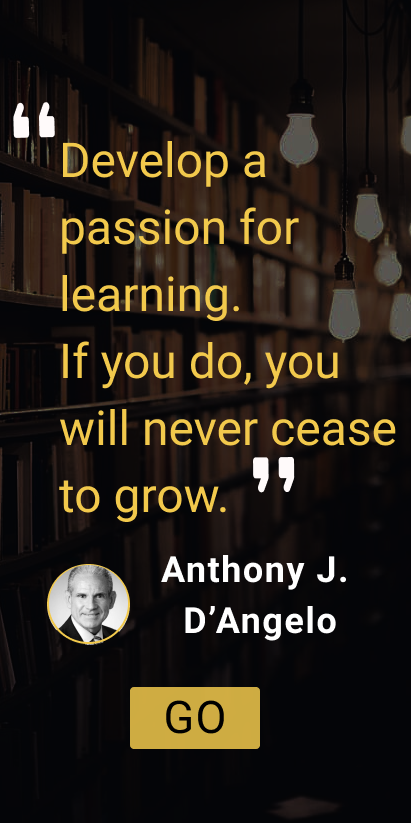 “Develop a
passion for
learning.
If you do, you
will never cease
to grow. ”
Anthony J.
D’Angelo
GO